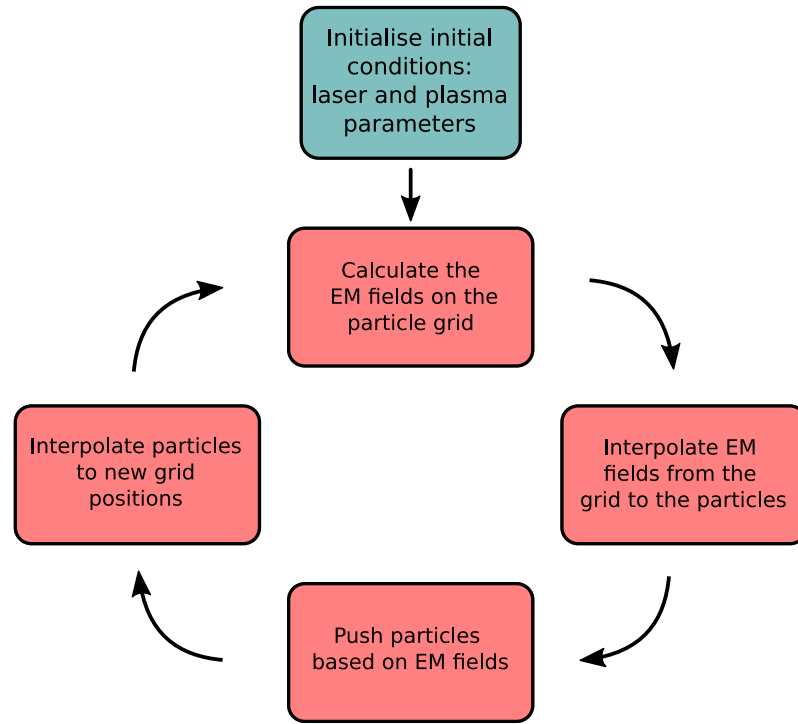 Initialise initial
conditions:
laser and plasma
parameters
Calculate the
EM fields on the
particle grid
Interpolate particles
to new grid
positions
Interpolate EM
fields from the
grid to the particles
Push particles
based on EM fields